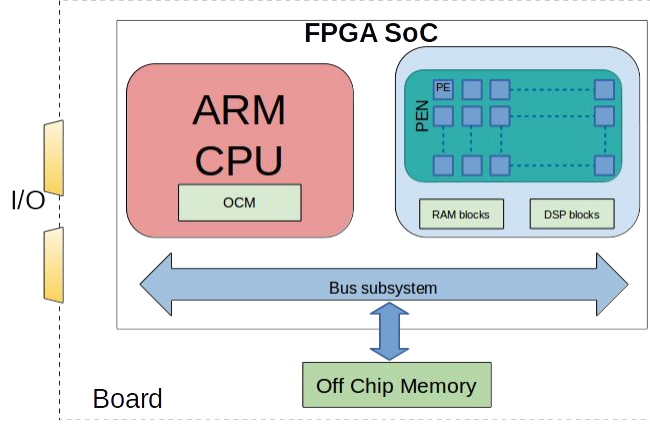 FPGA SoC
ARM
CPU
OCM
PE
PEN
RAM blocks
DSP blocks
I/O
Bus subsystem
Off Chip Memory
Board